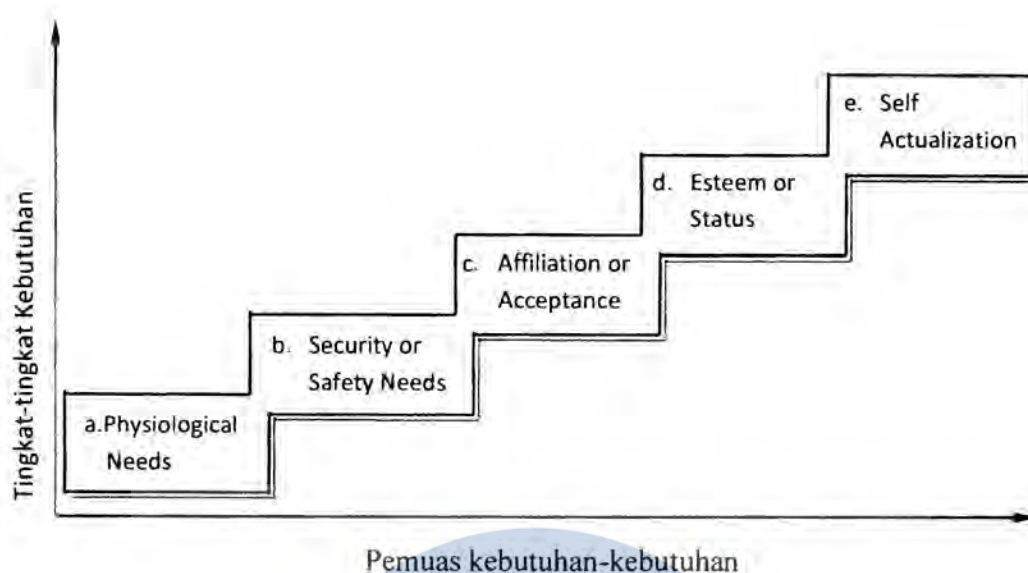 Tingkat-tingkat Kebutuhan
e. Self
Actualization
d. Esteem or
Status
c. Affiliation or
Acceptance
b. Security or
Safety Needs
a.Physiological
Needs
Pemuas kebutuhan-kebutuhan